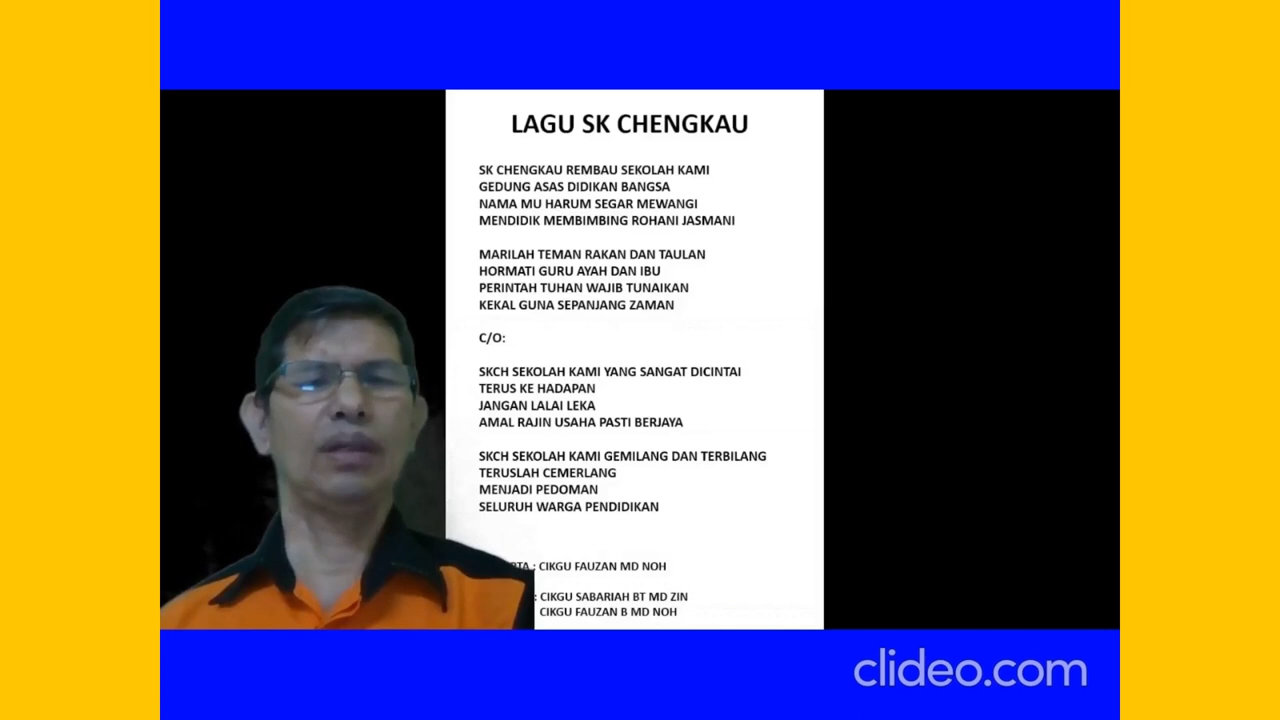 LAGU SK CHENGKAU
SK CHENGKAU REMBAU SEKOLAH KAMI
GEDUNG ASAS DIDIKAN BANGSA
NAMA MU HARUM SEGAR MEWANGI
MENDIDIK MEMBIMBING ROHANI JASMANI
MARILAH TEMAN RAKAN DAN TAULAN
HORMATI GURU AYAH DAN IBU
PERINTAH TUHAN WAJIB TUNAIKAN
KEKAL GUNA SEPANJANG ZAMAN
C/O:
SKCH SEKOLAH KAMI YANG SANGAT DICINTAI
TERUS KE HADAPAN
JANGAN LALAI LEKA
AMAL RAJIN USAHA PASTI BERJAYA
SKCH SEKOLAH KAMI GEMILANG DAN TERBILANG
TERUSLAH CEMERLANG
MENJADI PEDOMAN
SELURUH WARGA PENDIDIKAN
: CIKGU FAUZAN MD NOH
: CIKGU SABARIAH BT MD ZIN
CIKGU FAUZAN B MD NOH
clideo.com